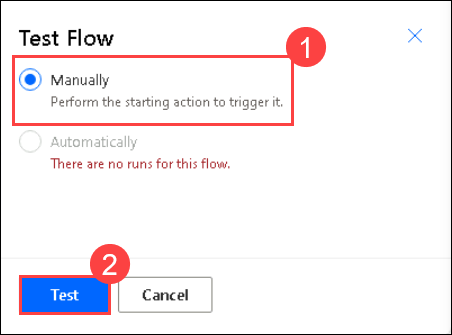 Test Flow
1
Manually
Perform the starting action to trigger it.
Automatically
There are no runs for this flow.
2
Test
Cancel